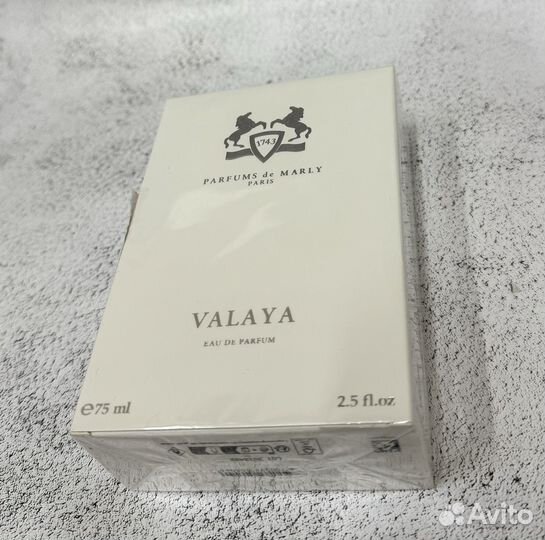 1743
PARFUMS de MARLY
PARIS
VALAYA
EAU DE PARFUM
℮75 ml
2.5 fl.oz
Avito